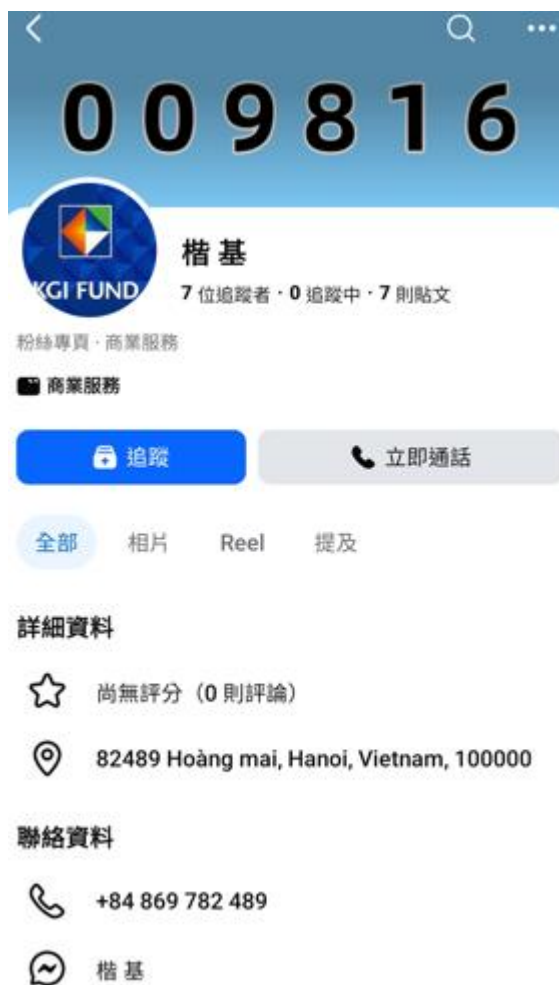 009816
KGI FUND
楷 基
7 位追蹤者 · 0 追蹤中 · 7 則貼文
粉絲專頁 · 商業服務
商業服務
追蹤
立即通話
全部 相片 Reel 提及
詳細資料
尚無評分（0 則評論）
82489 Hoàng mai, Hanoi, Vietnam, 100000
聯絡資料
+84 869 782 489
楷 基